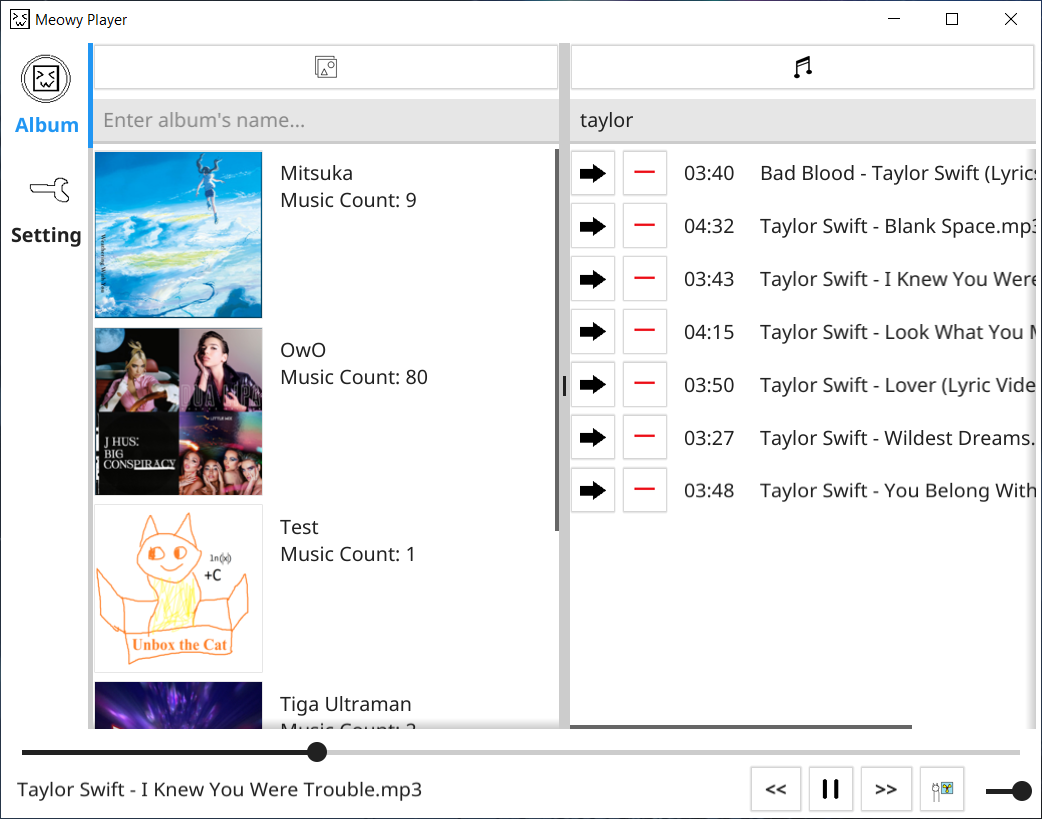 Meowy Player
Album
Setting
Enter album's name...
Mitsuka
Music Count: 9
OwO
Music Count: 80
J HUS:
BIG
CONSPIRACY
LITTLE MIX
Test
Music Count: 1
ln(x)
+C
Unbox the Cat
Tiga Ultraman
taylor
03:40 Bad Blood - Taylor Swift (Lyrics
04:32 Taylor Swift - Blank Space.mp3
03:43 Taylor Swift - I Knew You Were
04:15 Taylor Swift - Look What You M
03:50 Taylor Swift - Lover (Lyric Vide
03:27 Taylor Swift - Wildest Dreams.
03:48 Taylor Swift - You Belong With
Taylor Swift - I Knew You Were Trouble.mp3
<< >>